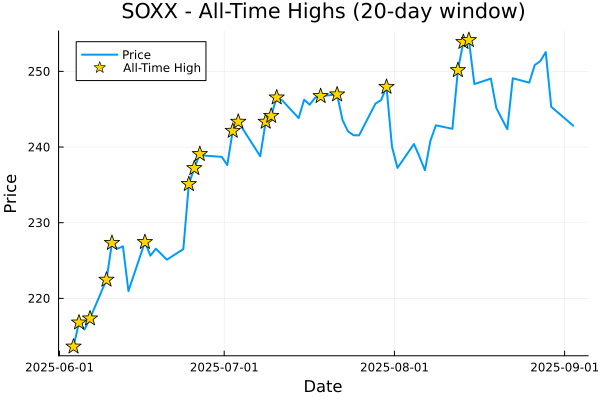 SOXX - All-Time Highs (20-day window)
Price
All-Time High
250
240
230
220
Price
2025-06-01
2025-07-01
2025-08-01
2025-09-01
Date